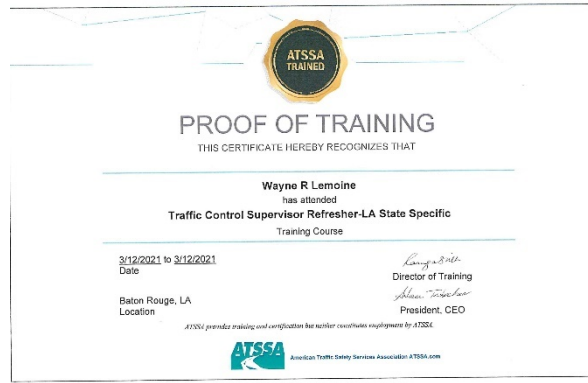 ATSSA
TRAINED
PROOF OF TRAINING
THIS CERTIFICATE HEREBY RECOGNIZES THAT
Wayne R Lemoine
has attended
Traffic Control Supervisor Refresher-LA State Specific
Training Course
3/12/2021 to 3/12/2021
Date
Director of Training
Baton Rouge, LA
Location
President, CEO
ATSSA provides training and certification but neither constitutes employment by ATSSA.
ATSSA
American Traffic Safety Services Association ATSSA.com